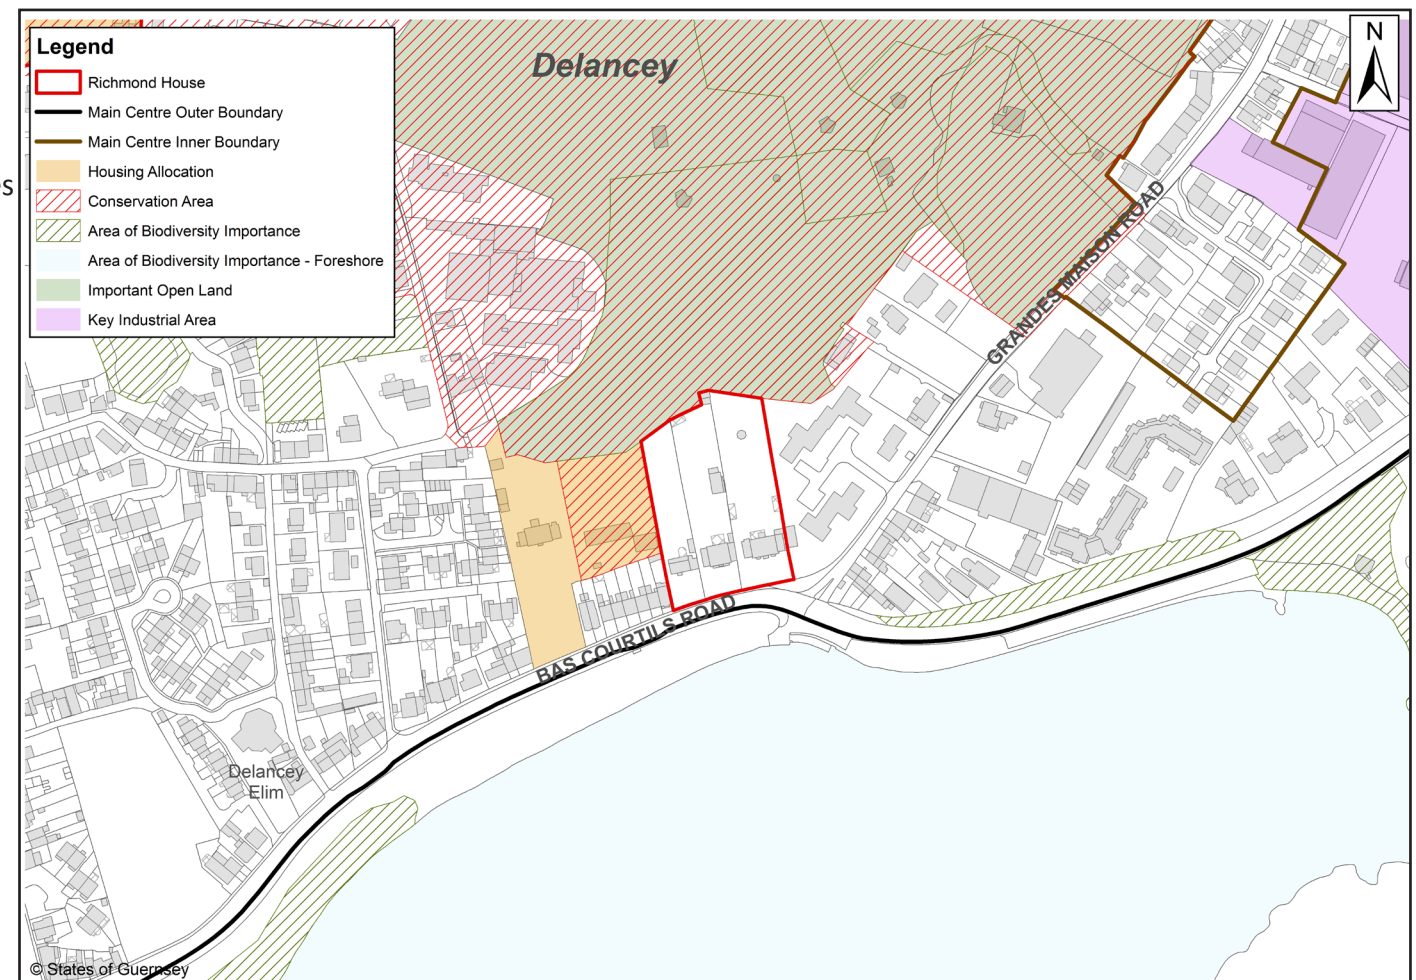 Legend
Richmond House
Main Centre Outer Boundary
Main Centre Inner Boundary
Housing Allocation
Conservation Area
Area of Biodiversity Importance
Area of Biodiversity Importance - Foreshore
Important Open Land
Key Industrial Area
Delancey
N
GRANDES MAISON ROAD
BAS COURTILS ROAD
Delancey
Elim
© States of Guernsey